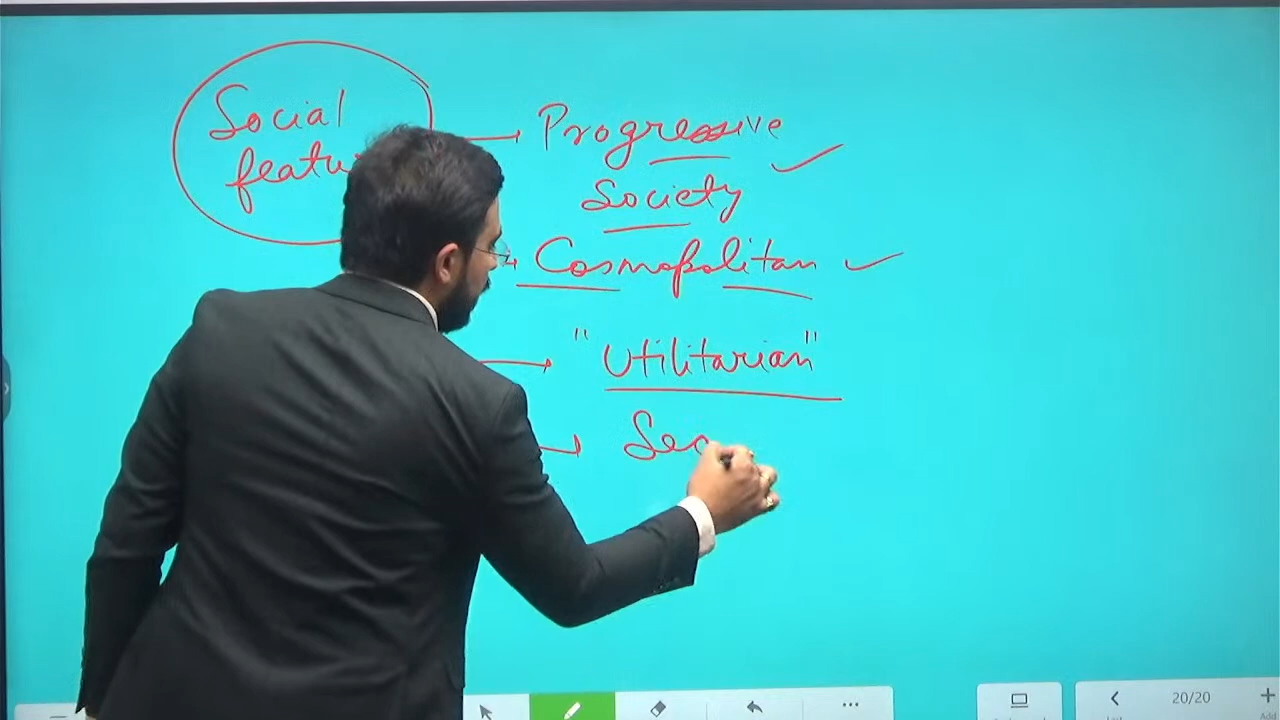 Social
featu
→ Progressive
Society
→ Cosmopolitan
→ "Utilitarian"
→ Sec
20/20